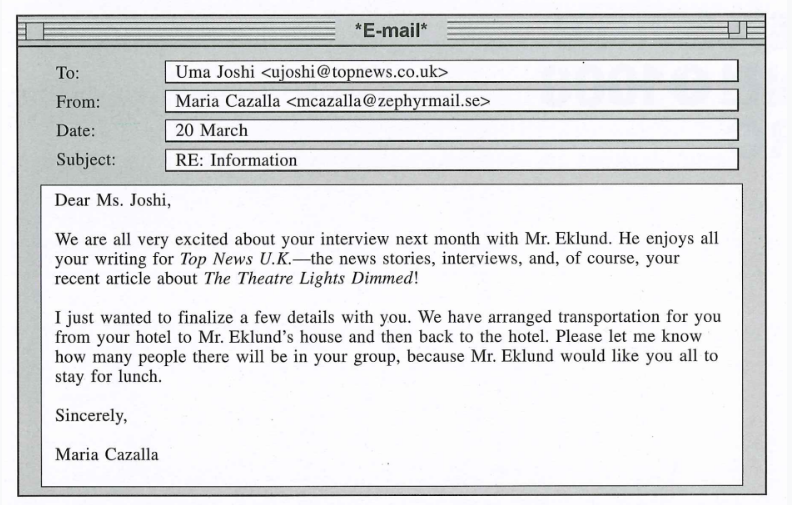 *E-mail*
To: Uma Joshi <ujoshi@topnews.co.uk>
From: Maria Cazalla <mcazalla@zephyrmail.se>
Date: 20 March
Subject: RE: Information
Dear Ms. Joshi,
We are all very excited about your interview next month with Mr. Eklund. He enjoys all
your writing for Top News U.K.—the news stories, interviews, and, of course, your
recent article about The Theatre Lights Dimmed!
I just wanted to finalize a few details with you. We have arranged transportation for you
from your hotel to Mr. Eklund's house and then back to the hotel. Please let me know
how many people there will be in your group, because Mr. Eklund would like you all to
stay for lunch.
Sincerely,
Maria Cazalla